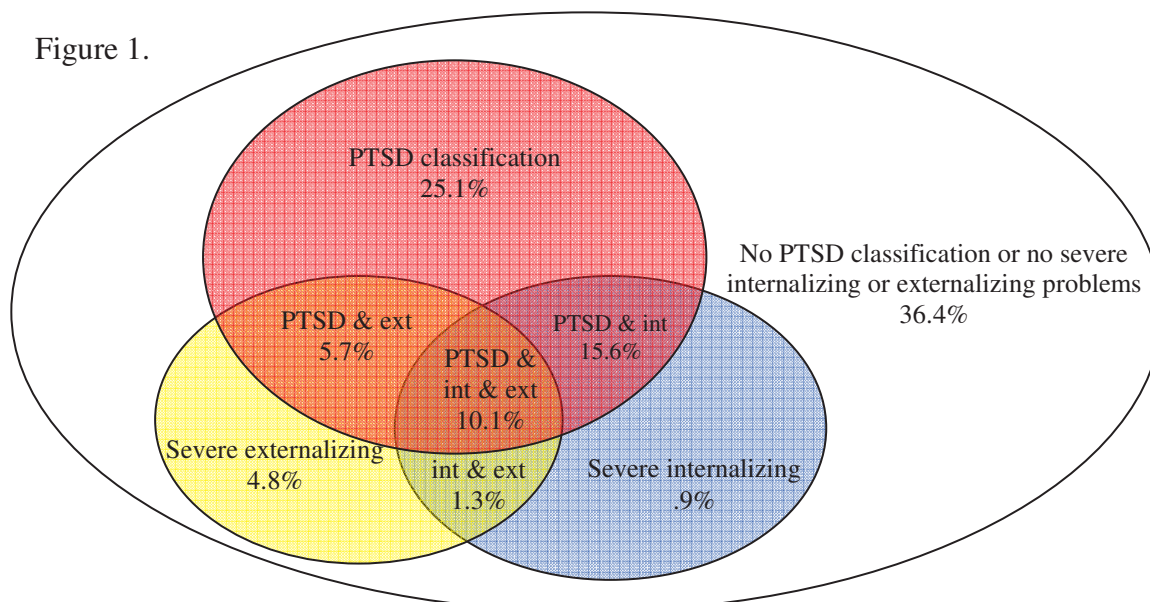 Figure 1.
PTSD classification
25.1%
No PTSD classification or no severe
internalizing or externalizing problems
36.4%
PTSD & ext
5.7%
PTSD & int
15.6%
PTSD &
int & ext
10.1%
Severe externalizing
4.8%
int & ext
1.3%
Severe internalizing
.9%